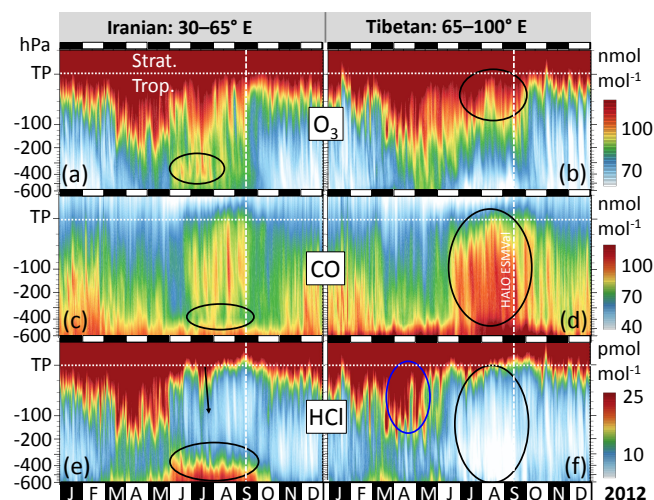 Iranian: 30–65° E
Tibetan: 65–100° E
hPa
nmol
mol⁻¹
TP
Strat.
Trop.
-100
-200
-400
-600
(a)
O₃
(b)
100
70
nmol
mol⁻¹
TP
-100
-200
-400
-600
(c)
CO
HALO ESMVal
(d)
100
70
40
pmol
mol⁻¹
TP
-100
-200
-400
-600
(e)
HCl
(f)
25
10
J F M A M J J A S O N D
J F M A M J J A S O N D
2012